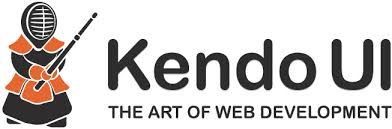 Kendo UI
THE ART OF WEB DEVELOPMENT